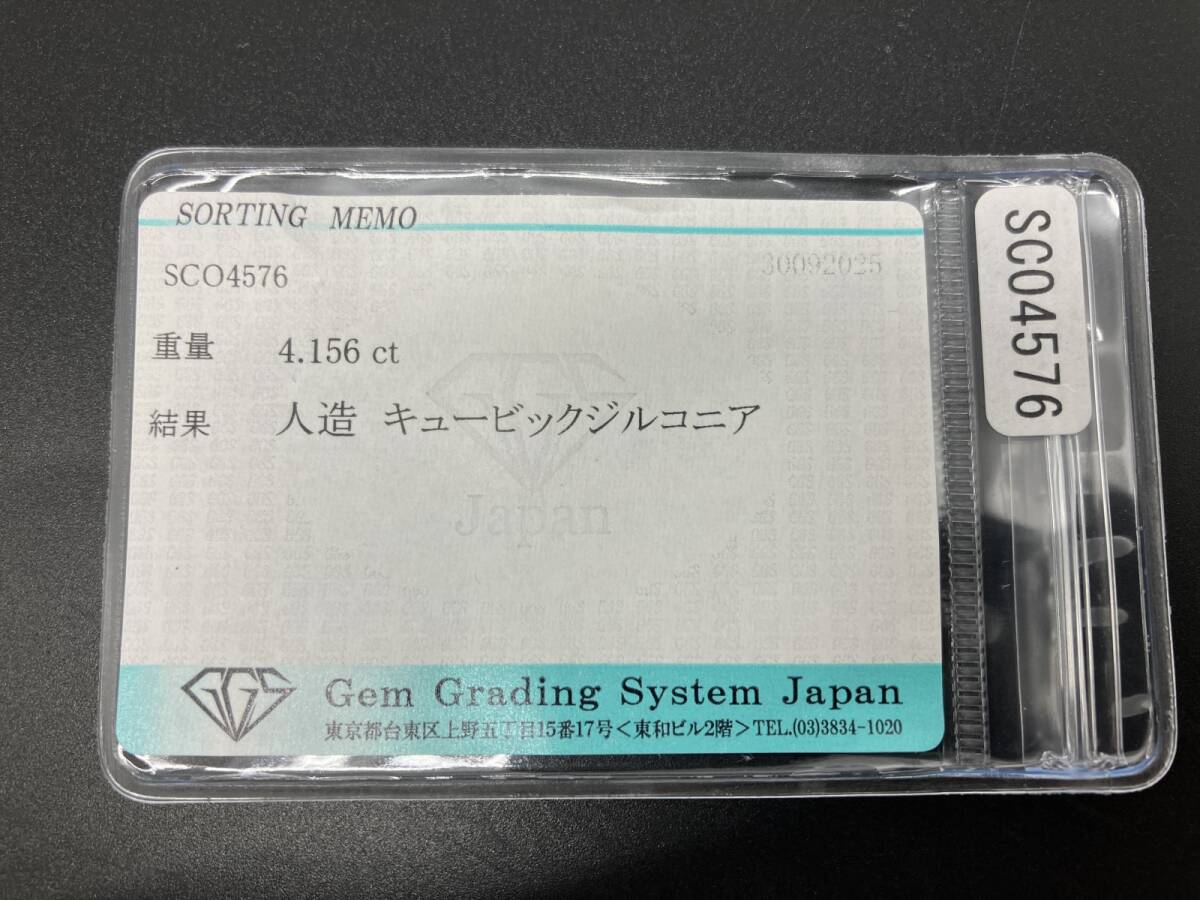 SORTING MEMO
SCO4576
30092025
重量 4.156 ct
結果 人造 キュービックジルコニア
Japan
GGS
Gem Grading System Japan
東京都台東区上野五丁目15番17号<東和ビル2階>TEL.(03)3834-1020
SCO4576